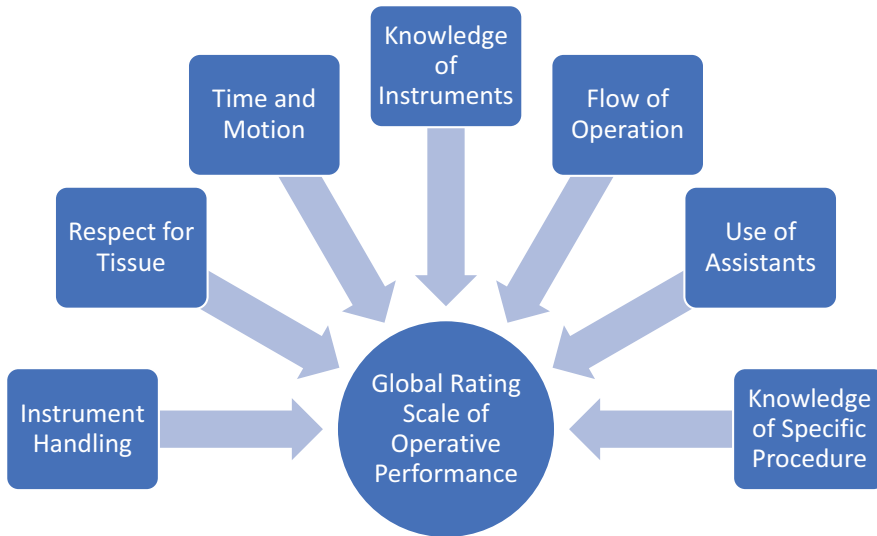 Knowledge
of
Instruments
Time and
Motion
Flow of
Operation
Respect for
Tissue
Use of
Assistants
Instrument
Handling
Global Rating
Scale of
Operative
Performance
Knowledge
of Specific
Procedure